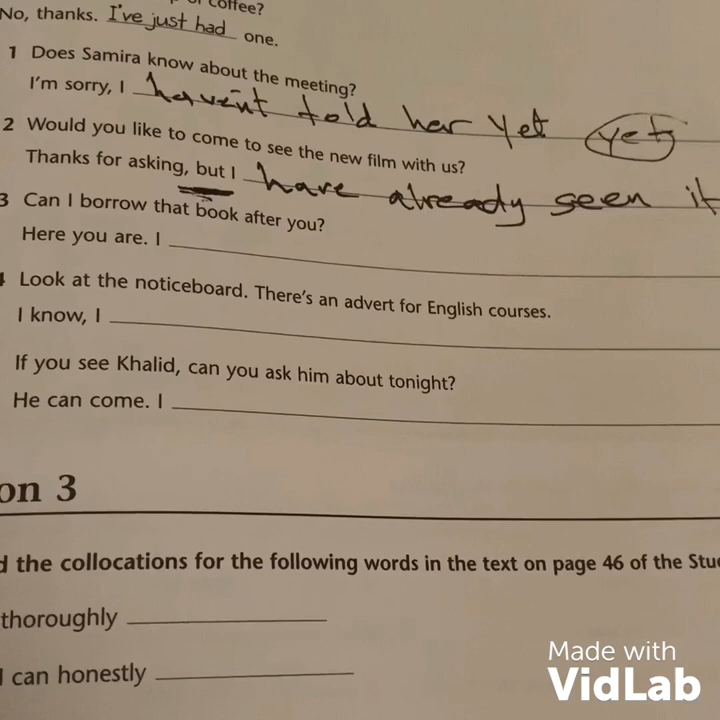 coffee?
No, thanks. I've just had one.
1 Does Samira know about the meeting?
I'm sorry, I haven't told her yet yet
2 Would you like to come to see the new film with us?
Thanks for asking, but I have already seen it
3 Can I borrow that book after you?
Here you are. I
Look at the noticeboard. There's an advert for English courses.
I know, I
If you see Khalid, can you ask him about tonight?
He can come. I
on 3
the collocations for the following words in the text on page 46 of the Stu
thoroughly
I can honestly
Made with
VidLab